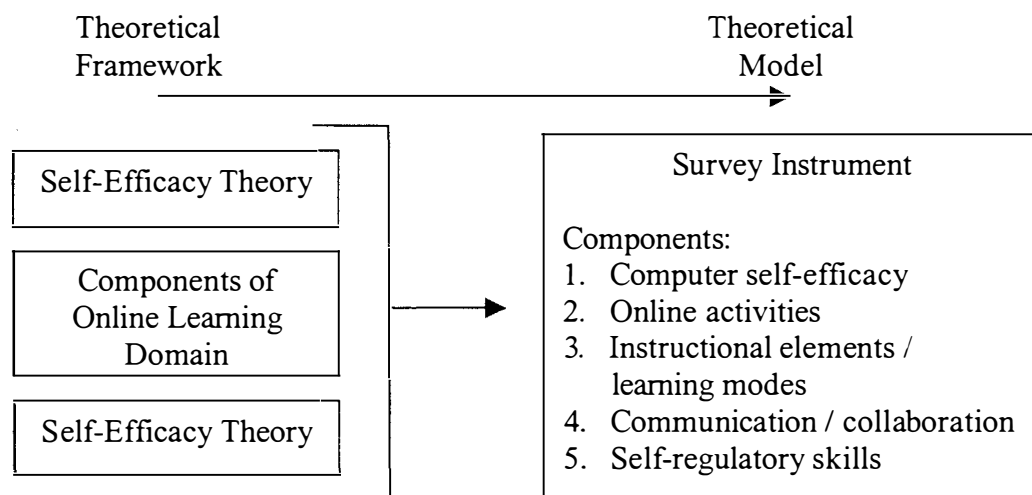 Theoretical
Framework
Theoretical
Model
Self-Efficacy Theory
Components of
Online Learning
Domain
Self-Efficacy Theory
Survey Instrument
Components:
1. Computer self-efficacy
2. Online activities
3. Instructional elements /
learning modes
4. Communication / collaboration
5. Self-regulatory skills